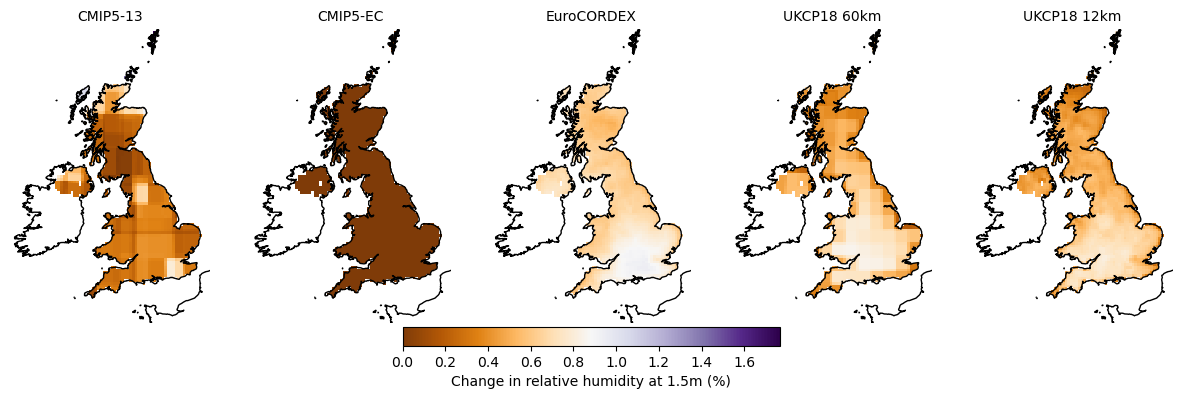 CMIP5-13 CMIP5-EC EuroCORDEX UKCP18 60km UKCP18 12km
0.0 0.2 0.4 0.6 0.8 1.0 1.2 1.4 1.6
Change in relative humidity at 1.5m (%)